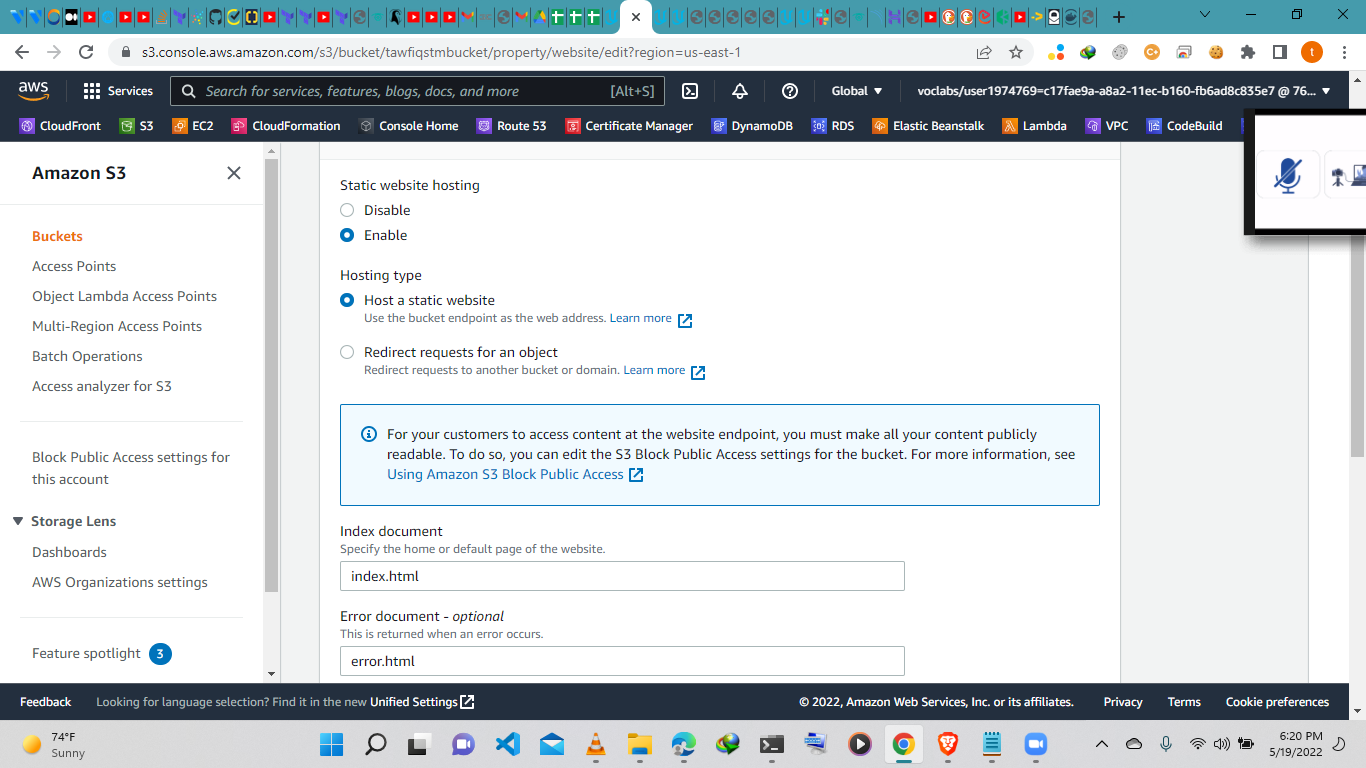 s3.console.aws.amazon.com/s3/bucket/tawfiqstmbucket/property/website/edit?region=us-east-1
t
aws
Services
Search for services, features, blogs, docs, and more
[Alt+S]
Global
voclabs/user1974769=c17fae9a-a8a2-11ec-b160-fb6ad8c835e7 @ 76...
CloudFront
S3
EC2
CloudFormation
Console Home
Route 53
Certificate Manager
DynamoDB
RDS
Elastic Beanstalk
Lambda
VPC
CodeBuild
Amazon S3
Buckets
Access Points
Object Lambda Access Points
Multi-Region Access Points
Batch Operations
Access analyzer for S3
Block Public Access settings for
this account
Storage Lens
Dashboards
AWS Organizations settings
Feature spotlight 3
Static website hosting
Disable
Enable
Hosting type
Host a static website
Use the bucket endpoint as the web address. Learn more
Redirect requests for an object
Redirect requests to another bucket or domain. Learn more
For your customers to access content at the website endpoint, you must make all your content publicly
readable. To do so, you can edit the S3 Block Public Access settings for the bucket. For more information, see
Using Amazon S3 Block Public Access
Index document
Specify the home or default page of the website.
index.html
Error document - optional
This is returned when an error occurs.
error.html
Feedback
Looking for language selection? Find it in the new Unified Settings
© 2022, Amazon Web Services, Inc. or its affiliates.
Privacy
Terms
Cookie preferences
74°F
Sunny
6:20 PM
5/19/2022